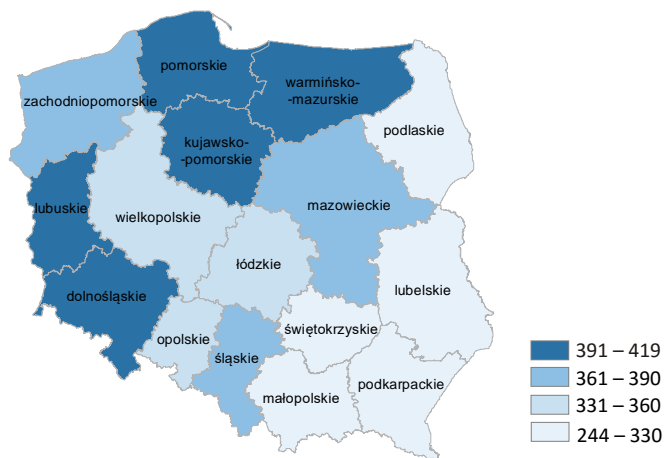 pomorskie
warmińsko-
-mazurskie
zachodniopomorskie
podlaskie
kujawsko-
-pomorskie
lubuskie
wielkopolskie
mazowieckie
łódzkie
dolnośląskie
lubelskie
opolskie
śląskie
świętokrzyskie
małopolskie
podkarpackie
391 – 419
361 – 390
331 – 360
244 – 330